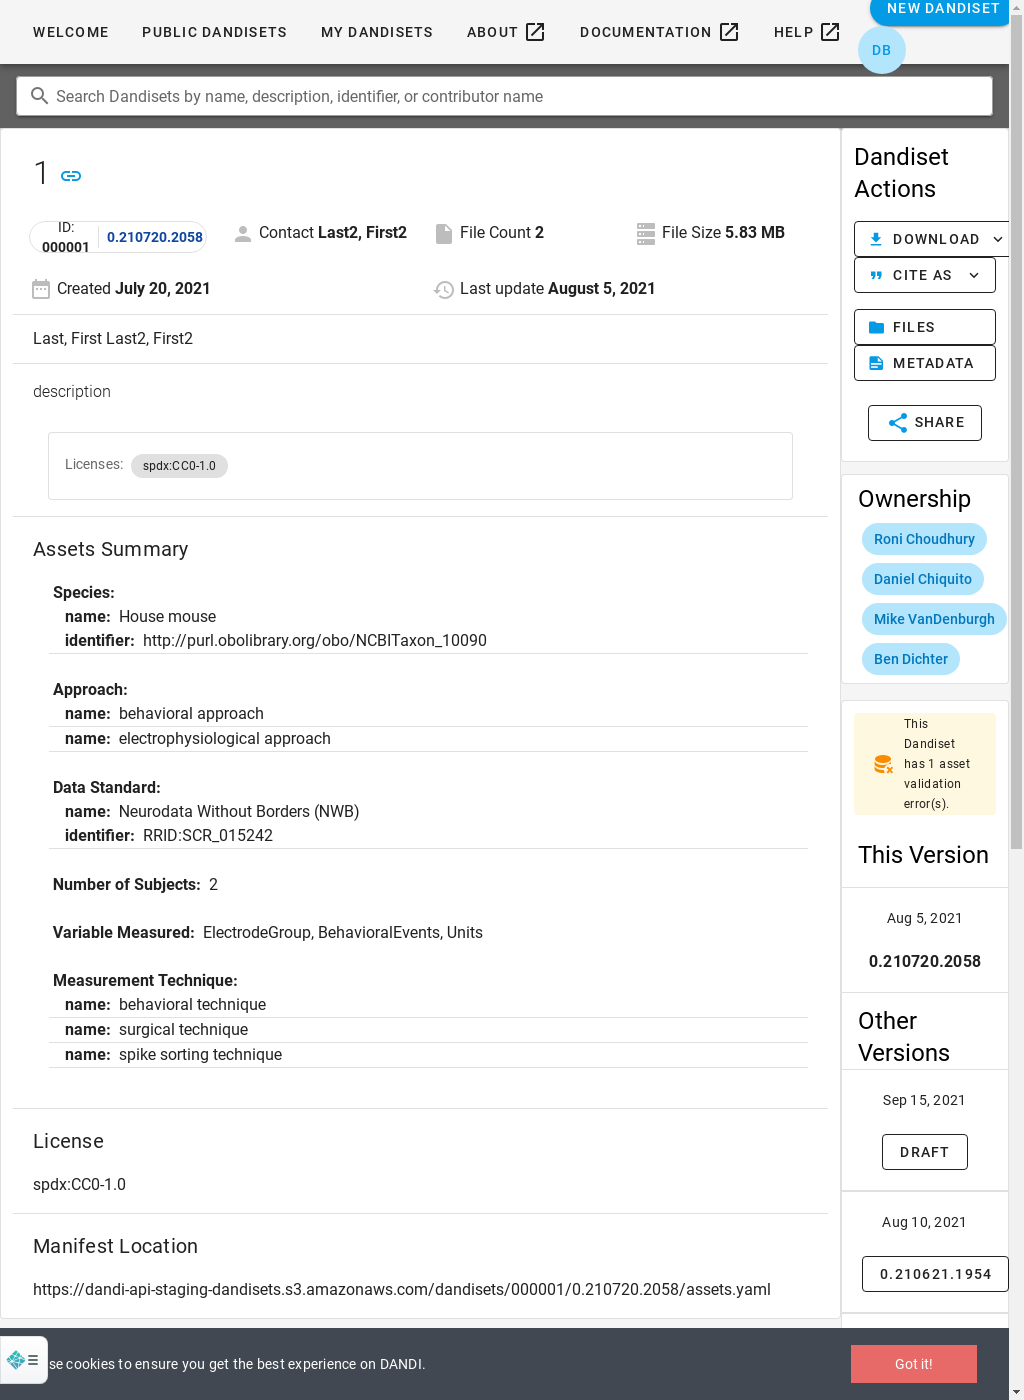 WELCOME PUBLIC DANDISETS MY DANDISETS ABOUT DOCUMENTATION HELP NEW DANDISET
DB
Search Dandisets by name, description, identifier, or contributor name
1
ID: 000001 0.210720.2058
Contact Last2, First2
File Count 2
File Size 5.83 MB
Created July 20, 2021
Last update August 5, 2021
Last, First Last2, First2
description
Licenses: spdx:CC0-1.0
Assets Summary
Species:
name: House mouse
identifier: http://purl.obolibrary.org/obo/NCBITaxon_10090
Approach:
name: behavioral approach
name: electrophysiological approach
Data Standard:
name: Neurodata Without Borders (NWB)
identifier: RRID:SCR_015242
Number of Subjects: 2
Variable Measured: ElectrodeGroup, BehavioralEvents, Units
Measurement Technique:
name: behavioral technique
name: surgical technique
name: spike sorting technique
License
spdx:CC0-1.0
Manifest Location
https://dandi-api-staging-dandisets.s3.amazonaws.com/dandisets/000001/0.210720.2058/assets.yaml
Dandiset
Actions
DOWNLOAD
CITE AS
FILES
METADATA
SHARE
Ownership
Roni Choudhury
Daniel Chiquito
Mike VanDenburgh
Ben Dichter
This
Dandiset
has 1 asset
validation
error(s).
This Version
Aug 5, 2021
0.210720.2058
Other
Versions
Sep 15, 2021
DRAFT
Aug 10, 2021
0.210621.1954
se cookies to ensure you get the best experience on DANDI.
Got it!